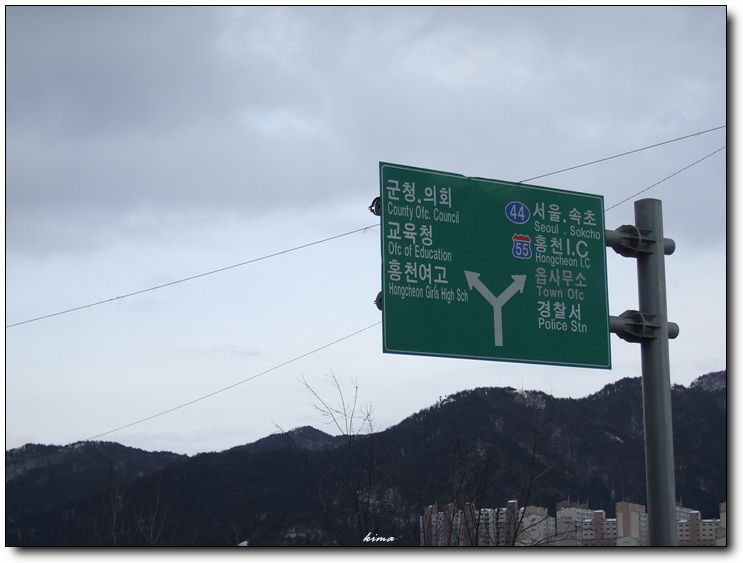 군청.의회
County Ofc. Council
교육청
Ofc of Education
홍천여고
Hongcheon Girls High Sch
44 서울.속초
Seoul . Sokcho
55 홍천 I.C
Hongcheon I.C
읍사무소
Town Ofc
경찰서
Police Stn
kima